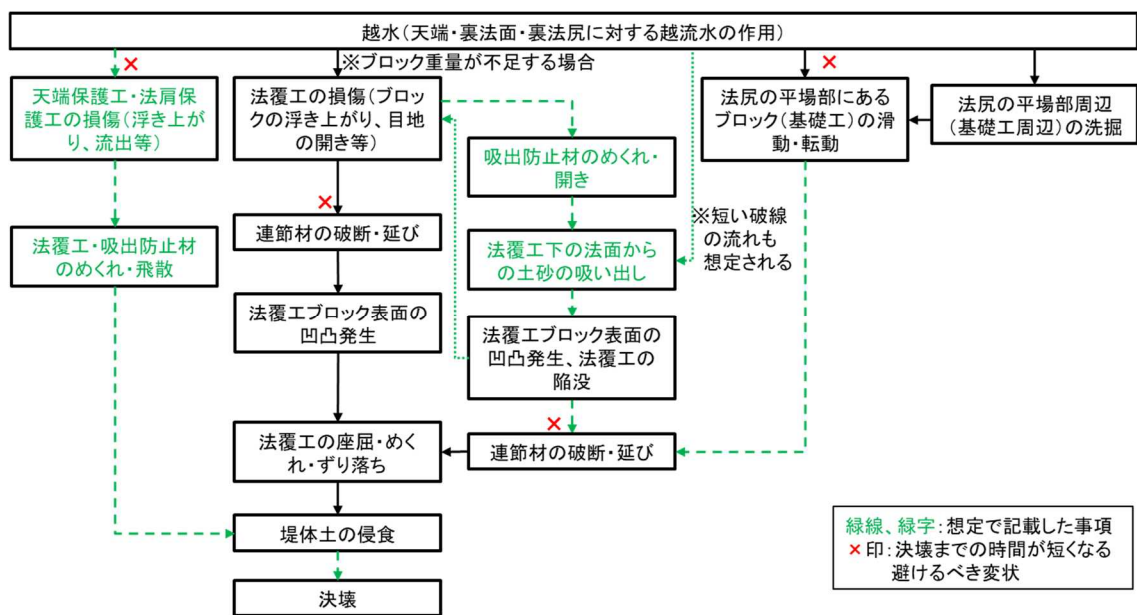 越水(天端・裏法面・裏法尻に対する越流水の作用)
×
※ブロック重量が不足する場合
×
天端保護工・法肩保
護工の損傷(浮き上が
り、流出等)
法覆工の損傷(ブロッ
クの浮き上がり、目地
の開き等)
法尻の平場部にある
ブロック(基礎工)の滑
動・転動
法尻の平場部周辺
(基礎工周辺)の洗掘
吸出防止材のめくれ・
開き
×
連節材の破断・延び
法覆工・吸出防止材
のめくれ・飛散
法覆工下の法面から
の土砂の吸い出し
※短い破線
の流れも
想定される
法覆工ブロック表面の
凹凸発生
法覆工ブロック表面の
凹凸発生、法覆工の
陥没
×
法覆工の座屈・めく
れ・ずり落ち
連節材の破断・延び
堤体土の侵食
決壊
緑線、緑字:想定で記載した事項
×印:決壊までの時間が短くなる
避けるべき変状